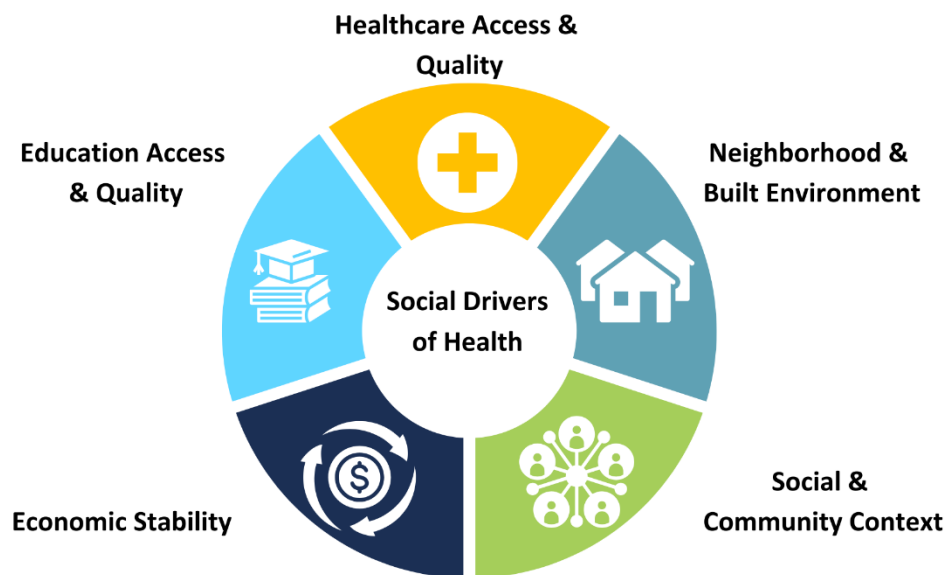 Healthcare Access &
Quality
Education Access
& Quality
Neighborhood &
Built Environment
Social Drivers
of Health
$
Economic Stability
Social &
Community Context